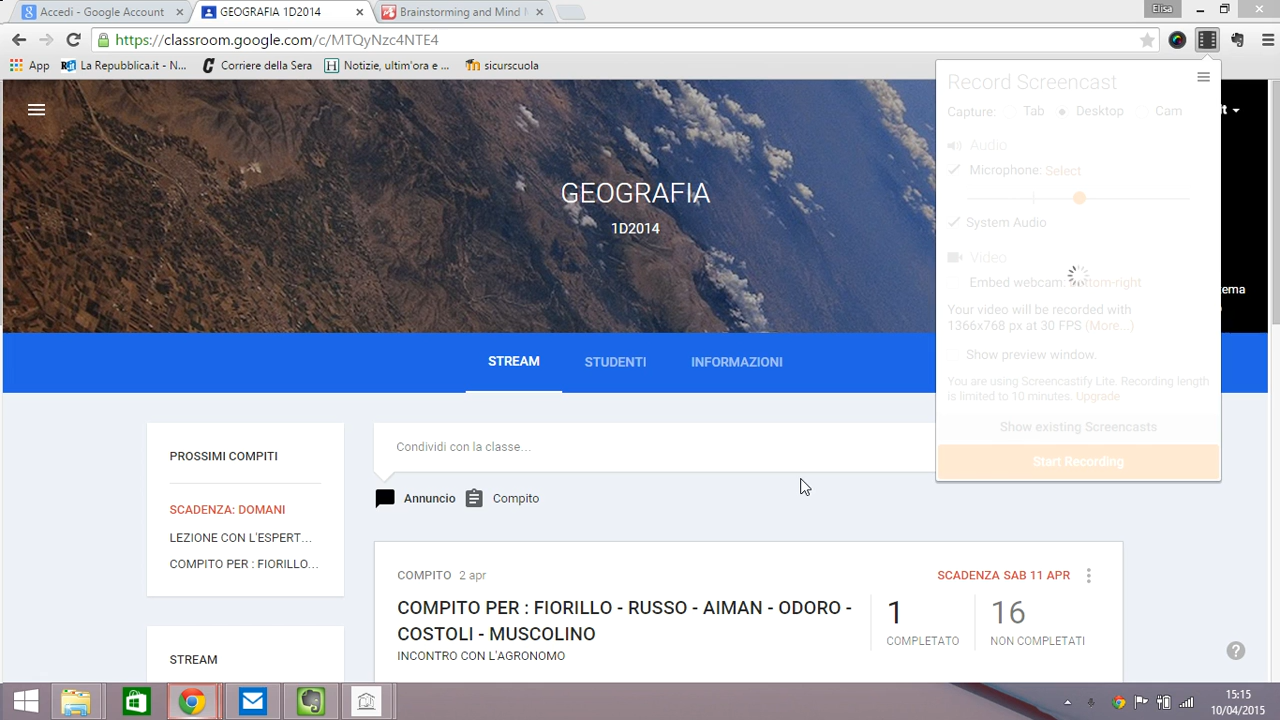 Accedi - Google Account
GEOGRAFIA 1D2014
Brainstorming and Mind M
Elisa
https://classroom.google.com/c/MTQyNzc4NTE4
App
La Repubblica.it - N...
Corriere della Sera
Notizie, ultim'ora e ...
sicurscuola
Record Screencast
Capture: Tab Desktop Cam
Audio
Microphone: Select
System Audio
Video
Embed webcam: bottom-right
Your video will be recorded with
1366x768 px at 30 FPS (More...)
Show preview window.
You are using Screencastify Lite. Recording length
is limited to 10 minutes. Upgrade
Show existing Screencasts
Start Recording
GEOGRAFIA
1D2014
STREAM
STUDENTI
INFORMAZIONI
PROSSIMI COMPITI
SCADENZA: DOMANI
LEZIONE CON L'ESPERT...
COMPITO PER : FIORILLO...
STREAM
Condividi con la classe...
Annuncio
Compito
COMPITO 2 apr
SCADENZA SAB 11 APR
COMPITO PER : FIORILLO - RUSSO - AIMAN - ODORO -
COSTOLI - MUSCOLINO
INCONTRO CON L'AGRONOMO
1
COMPLETATO
16
NON COMPLETATI
15:15
10/04/2015